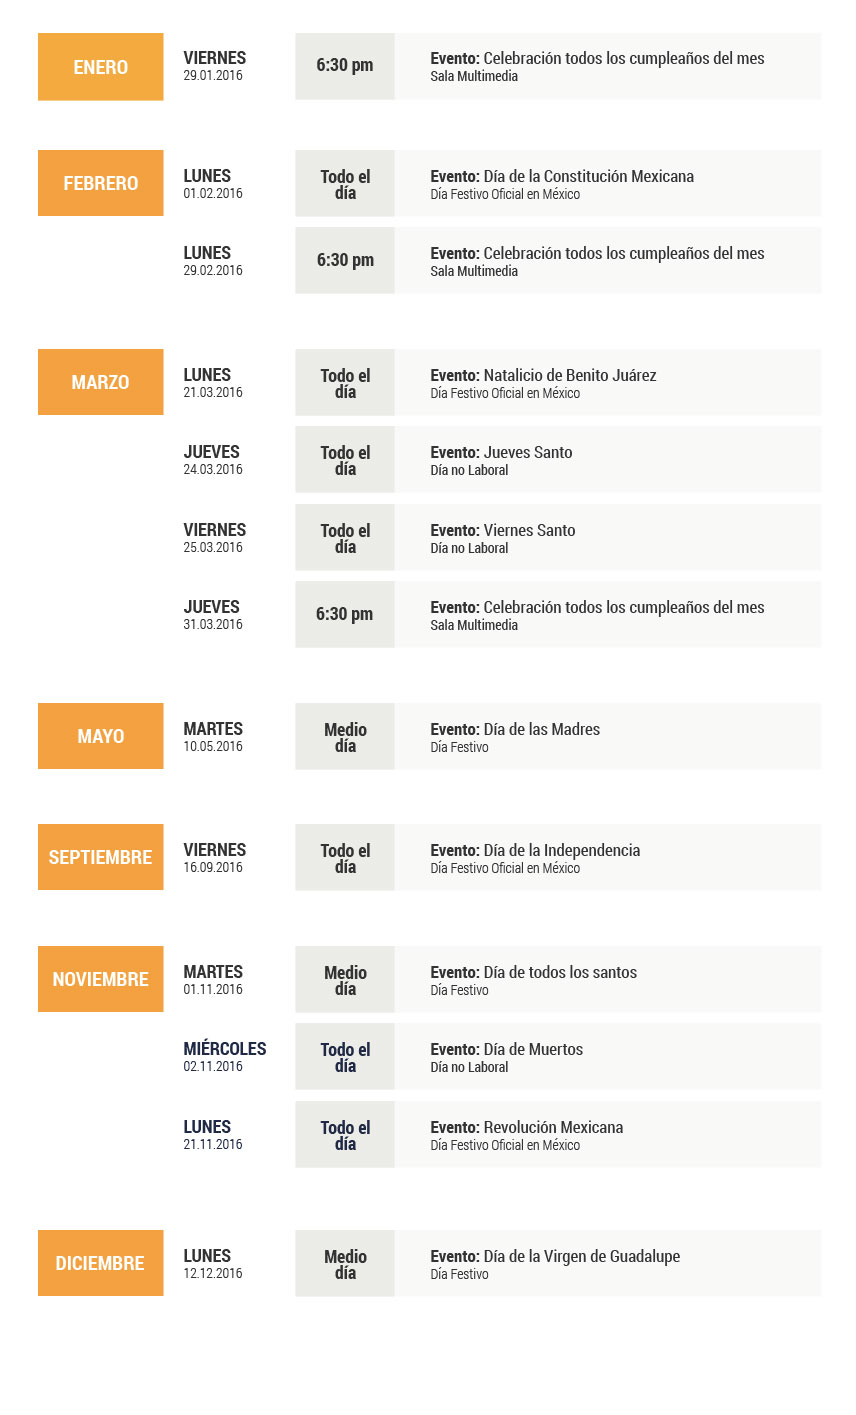 ENERO
VIERNES
29.01.2016
6:30 pm
Evento: Celebración todos los cumpleaños del mes
Sala Multimedia
FEBRERO
LUNES
01.02.2016
Todo el
día
Evento: Día de la Constitución Mexicana
Día Festivo Oficial en México
LUNES
29.02.2016
6:30 pm
Evento: Celebración todos los cumpleaños del mes
Sala Multimedia
MARZO
LUNES
21.03.2016
Todo el
día
Evento: Natalicio de Benito Juárez
Día Festivo Oficial en México
JUEVES
24.03.2016
Todo el
día
Evento: Jueves Santo
Día no Laboral
VIERNES
25.03.2016
Todo el
día
Evento: Viernes Santo
Día no Laboral
JUEVES
31.03.2016
6:30 pm
Evento: Celebración todos los cumpleaños del mes
Sala Multimedia
MAYO
MARTES
10.05.2016
Medio
día
Evento: Día de las Madres
Día Festivo
SEPTIEMBRE
VIERNES
16.09.2016
Todo el
día
Evento: Día de la Independencia
Día Festivo Oficial en México
NOVIEMBRE
MARTES
01.11.2016
Medio
día
Evento: Día de todos los santos
Día Festivo
MIÉRCOLES
02.11.2016
Todo el
día
Evento: Día de Muertos
Día no Laboral
LUNES
21.11.2016
Todo el
día
Evento: Revolución Mexicana
Día Festivo Oficial en México
DICIEMBRE
LUNES
12.12.2016
Medio
día
Evento: Día de la Virgen de Guadalupe
Día Festivo